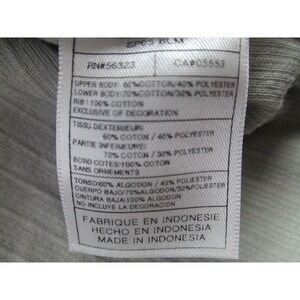 RN#56323 CA#05553
UPPER BODY: 60%COTTON/40% POLYESTER
LOWER BODY:70%COTTON/30% POLYESTER
RIB:100% COTTON
EXCLUSIVE OF DECORATION
TISSU DEXTERIEUR:
60% COTON / 40% POLYESTER
PARTIE INFERIEURE:
70% COTON / 30% POLYESTER
BORD COTES:100% COTON
SANS ORNEMENTS
TORSO:60% ALGODON / 40% POLIESTER
CUERPO BAJO:70%ALGODON/30%POLIESTER
CINTURA BAJA:100% ALGODON
NO INCLUYE LA DECORACION
FABRIQUE EN INDONESIE
HECHO EN INDONESIA
MADE IN INDONESIA